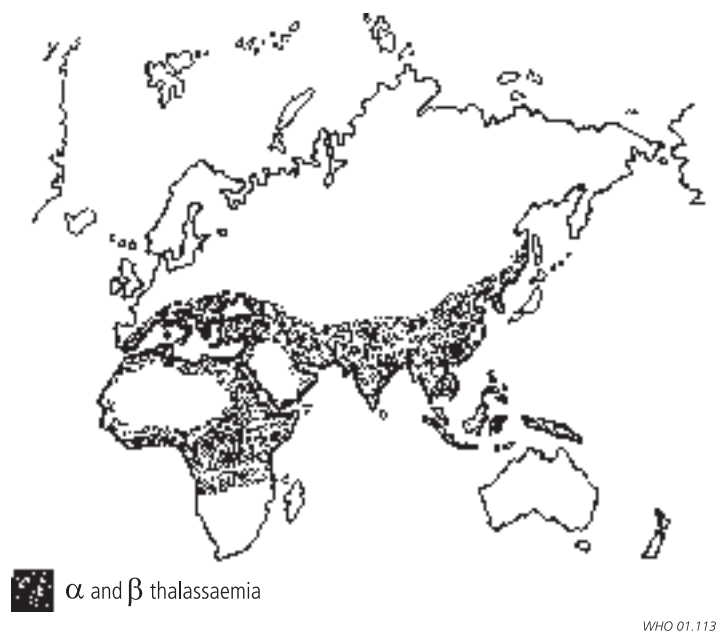 α and β thalassaemia
WHO 01.113